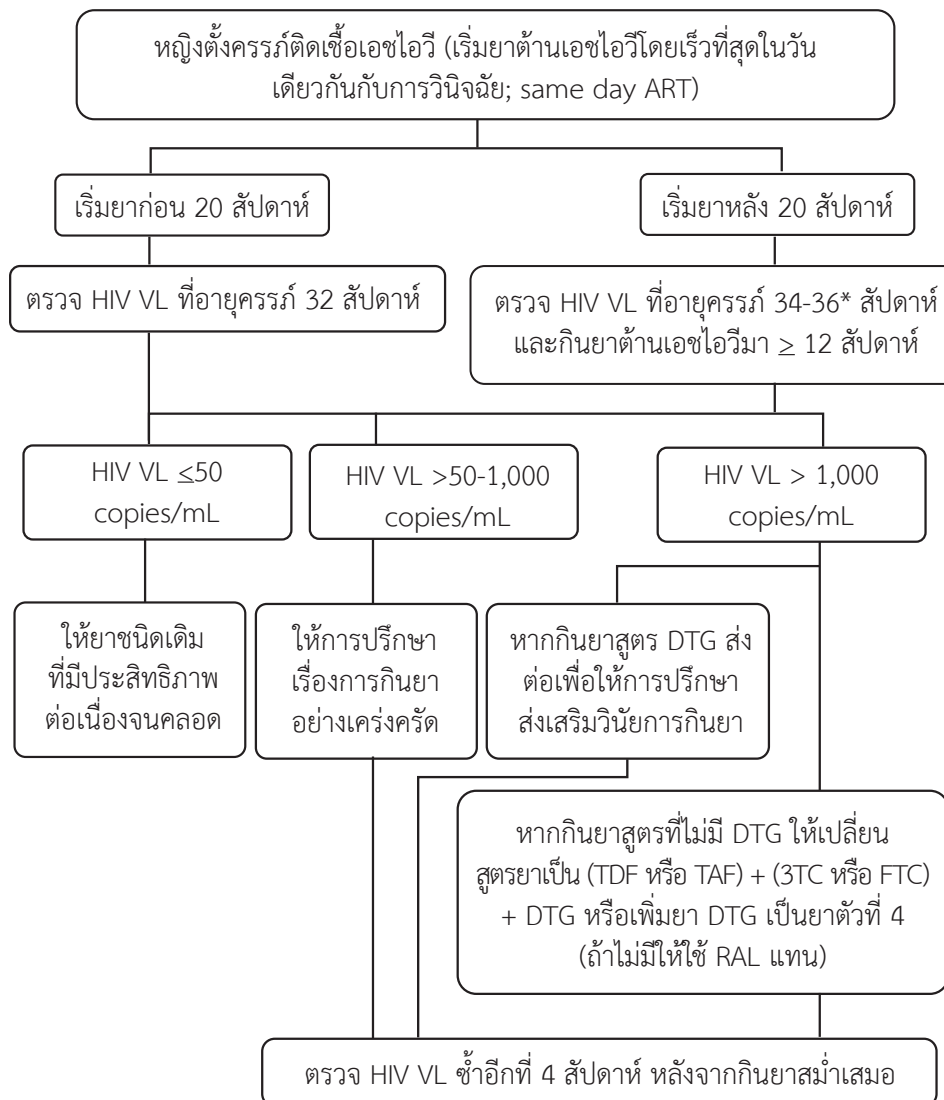 หญิงตั้งครรภ์ติดเชื้อเอชไอวี (เริ่มยาต้านเอชไอวีโดยเร็วที่สุดในวัน
เดียวกันกับการวินิจฉัย; same day ART)
เริ่มยาก่อน 20 สัปดาห์
เริ่มยาหลัง 20 สัปดาห์
ตรวจ HIV VL ที่อายุครรภ์ 32 สัปดาห์
ตรวจ HIV VL ที่อายุครรภ์ 34-36* สัปดาห์
และกินยาต้านเอชไอวีมา ≥ 12 สัปดาห์
HIV VL ≤50
copies/mL
HIV VL >50-1,000
copies/mL
HIV VL > 1,000
copies/mL
ให้ยาชนิดเดิม
ที่มีประสิทธิภาพ
ต่อเนื่องจนคลอด
ให้การปรึกษา
เรื่องการกินยา
อย่างเคร่งครัด
หากกินยาสูตร DTG ส่ง
ต่อเพื่อให้การปรึกษา
ส่งเสริมวินัยการกินยา
หากกินยาสูตรที่ไม่มี DTG ให้เปลี่ยน
สูตรยาเป็น (TDF หรือ TAF) + (3TC หรือ FTC)
+ DTG หรือเพิ่มยา DTG เป็นยาตัวที่ 4
(ถ้าไม่มีให้ใช้ RAL แทน)
ตรวจ HIV VL ซ้ำอีกที่ 4 สัปดาห์ หลังจากกินยาสม่ำเสมอ